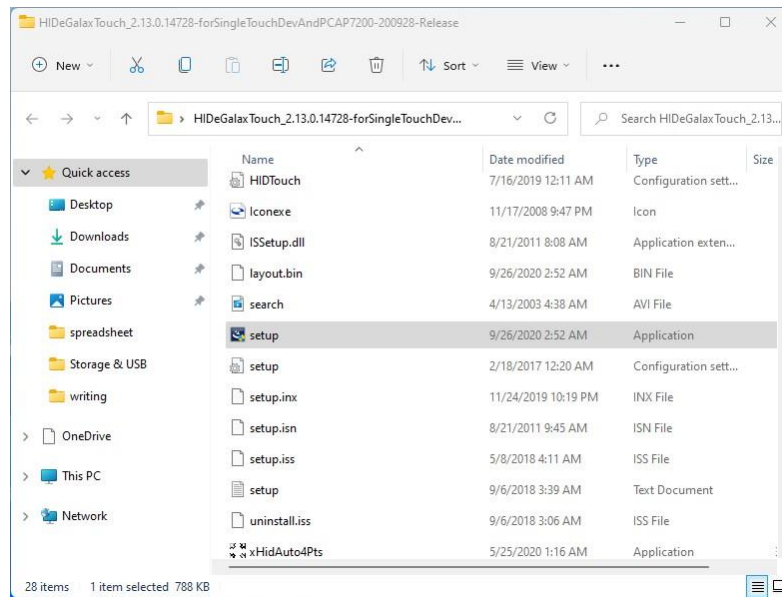 HIDeGalaxTouch_2.13.0.14728-forSingleTouchDevAndPCAP7200-200928-Release
New Sort View ...
HIDeGalaxTouch_2.13.0.14728-forSingleTouchDev... Search HIDeGalaxTouch_2.13...
Name Date modified Type Size
Quick access
Desktop
Downloads
Documents
Pictures
spreadsheet
Storage & USB
writing
OneDrive
This PC
Network
HIDTouch 7/16/2019 12:11 AM Configuration sett...
Iconexe 11/17/2008 9:47 PM Icon
ISSetup.dll 8/21/2011 8:08 AM Application exten...
layout.bin 9/26/2020 2:52 AM BIN File
search 4/13/2003 4:38 AM AVI File
setup 9/26/2020 2:52 AM Application
setup 2/18/2017 12:20 AM Configuration sett...
setup.inx 11/24/2019 10:19 PM INX File
setup.isn 8/21/2011 9:45 AM ISN File
setup.iss 5/8/2018 4:11 AM ISS File
setup 9/6/2018 3:39 AM Text Document
uninstall.iss 9/6/2018 3:06 AM ISS File
xHidAuto4Pts 5/25/2020 1:16 AM Application
28 items 1 item selected 788 KB